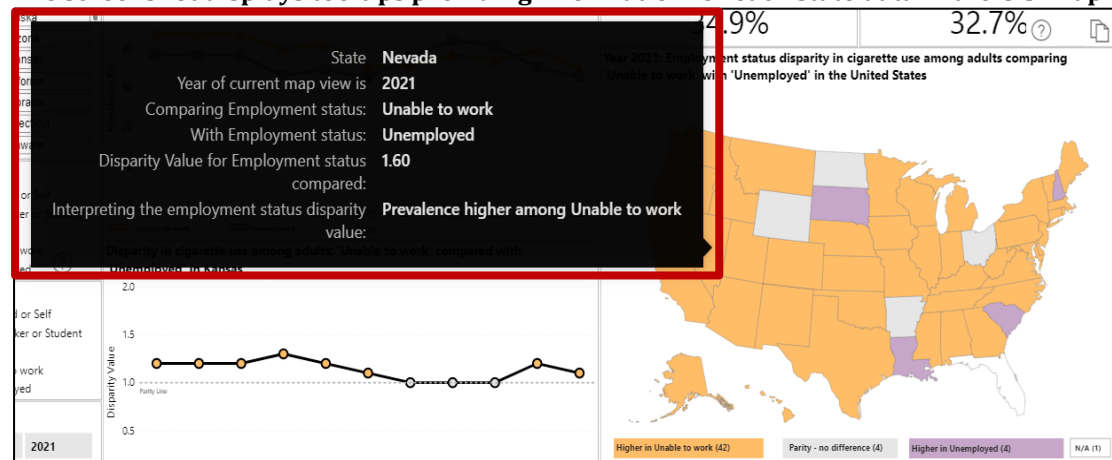 34.9%
32.7%
Year 2021: Employment status disparity in cigarette use among adults comparing
'Unable to work' with 'Unemployed' in the United States
State Nevada
Year of current map view is 2021
Comparing Employment status: Unable to work
With Employment status: Unemployed
Disparity Value for Employment status 1.60
compared:
Interpreting the employment status disparity Prevalence higher among Unable to work
value:
Disparity in cigarette use among adults: 'Unable to work' compared with
'Unemployed' in Kansas
2.0
1.5
1.0
0.5
Disparity Value
Parity Line
d or Self
ker or Student
work
yed
2021
Higher in Unable to work (42)
Parity - no difference (4)
Higher in Unemployed (4)
N/A (1)